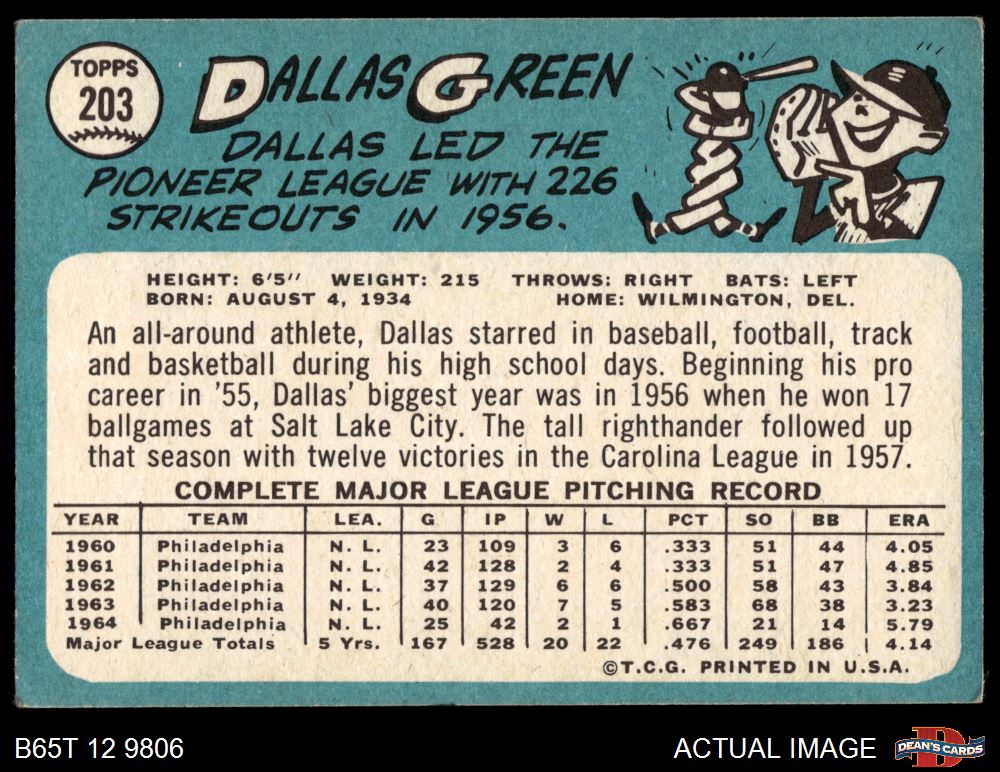 TOPPS
203
DALLAS GREEN
DALLAS LED THE
PIONEER LEAGUE WITH 226
STRIKEOUTS IN 1956.
HEIGHT: 6'5" WEIGHT: 215 THROWS: RIGHT BATS: LEFT
BORN: AUGUST 4, 1934 HOME: WILMINGTON, DEL.
An all-around athlete, Dallas starred in baseball, football, track
and basketball during his high school days. Beginning his pro
career in '55, Dallas' biggest year was in 1956 when he won 17
ballgames at Salt Lake City. The tall righthander followed up
that season with twelve victories in the Carolina League in 1957.
COMPLETE MAJOR LEAGUE PITCHING RECORD
YEAR TEAM LEA. G IP W L PCT SO BB ERA
1960 Philadelphia N. L. 23 109 3 6 .333 51 44 4.05
1961 Philadelphia N. L. 42 128 2 4 .333 51 47 4.85
1962 Philadelphia N. L. 37 129 6 6 .500 58 43 3.84
1963 Philadelphia N. L. 40 120 7 5 .583 68 38 3.23
1964 Philadelphia N. L. 25 42 2 1 .667 21 14 5.79
Major League Totals 5 Yrs. 167 528 20 22 .476 249 186 4.14
©T.C.G. PRINTED IN U.S.A.
B65T 12 9806 ACTUAL IMAGE D DEAN'S CARDS